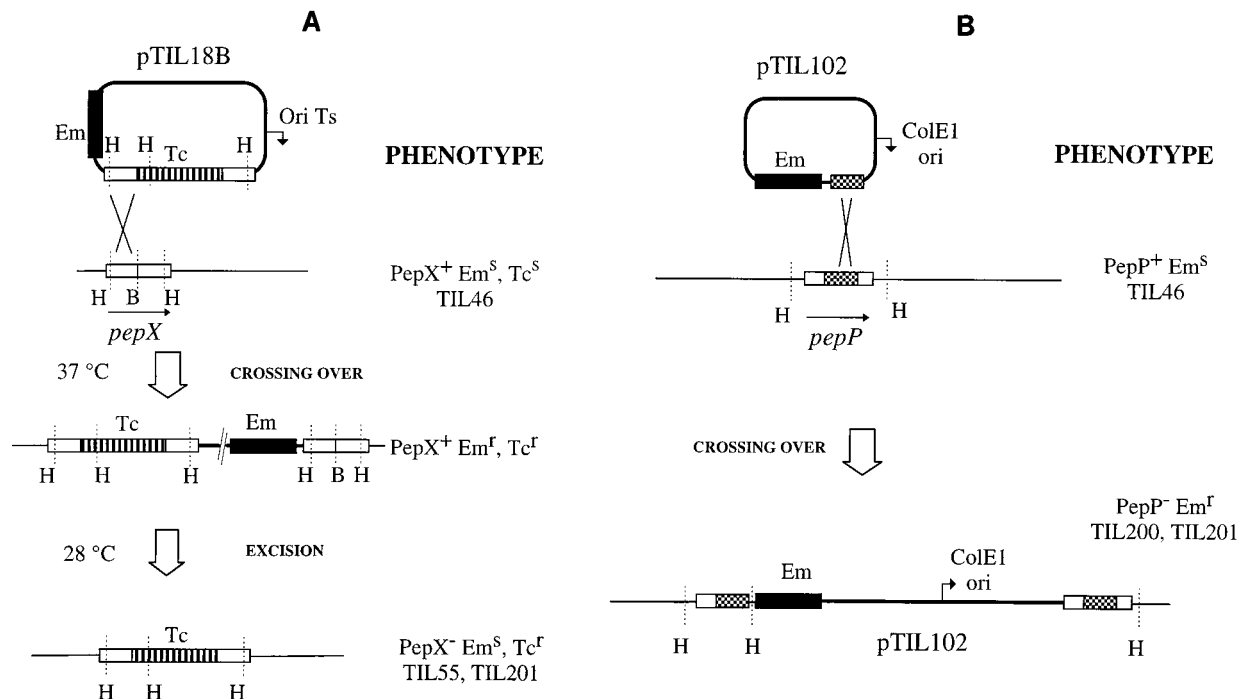 A
pTIL18B
Ori Ts
Em
H H H
Tc
PHENOTYPE
PepX+ Emˢ, Tcˢ
TIL46
H B H
pepX
37 °C
CROSSING OVER
Tc
Em
PepX+ Emʳ, Tcʳ
H H H H B H
28 °C
EXCISION
Tc
PepX- Emˢ, Tcʳ
TIL55, TIL201
H H H
B
pTIL102
ColE1
ori
Em
PHENOTYPE
PepP+ Emˢ
TIL46
H H
pepP
CROSSING OVER
PepP- Emʳ
TIL200, TIL201
Em
ColE1
ori
H H H
pTIL102